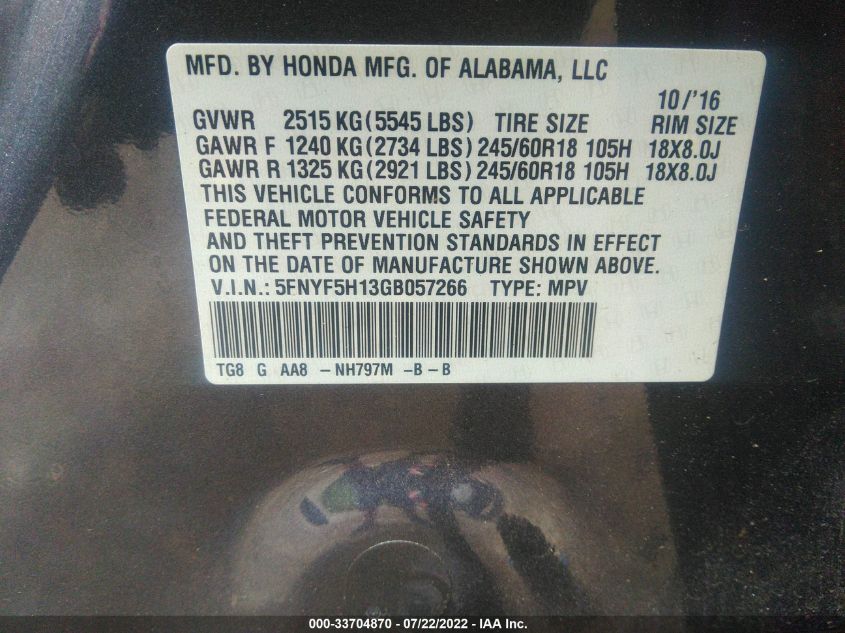 MFD. BY HONDA MFG. OF ALABAMA, LLC
10/'16
GVWR 2515 KG(5545 LBS) TIRE SIZE RIM SIZE
GAWR F 1240 KG(2734 LBS) 245/60R18 105H 18X8.0J
GAWR R 1325 KG(2921 LBS) 245/60R18 105H 18X8.0J
THIS VEHICLE CONFORMS TO ALL APPLICABLE
FEDERAL MOTOR VEHICLE SAFETY
AND THEFT PREVENTION STANDARDS IN EFFECT
ON THE DATE OF MANUFACTURE SHOWN ABOVE.
V.I.N.: 5FNYF5H13GB057266 TYPE: MPV
TG8 G AA8 -NH797M -B-B
000-33704870 - 07/22/2022 - IAA Inc.